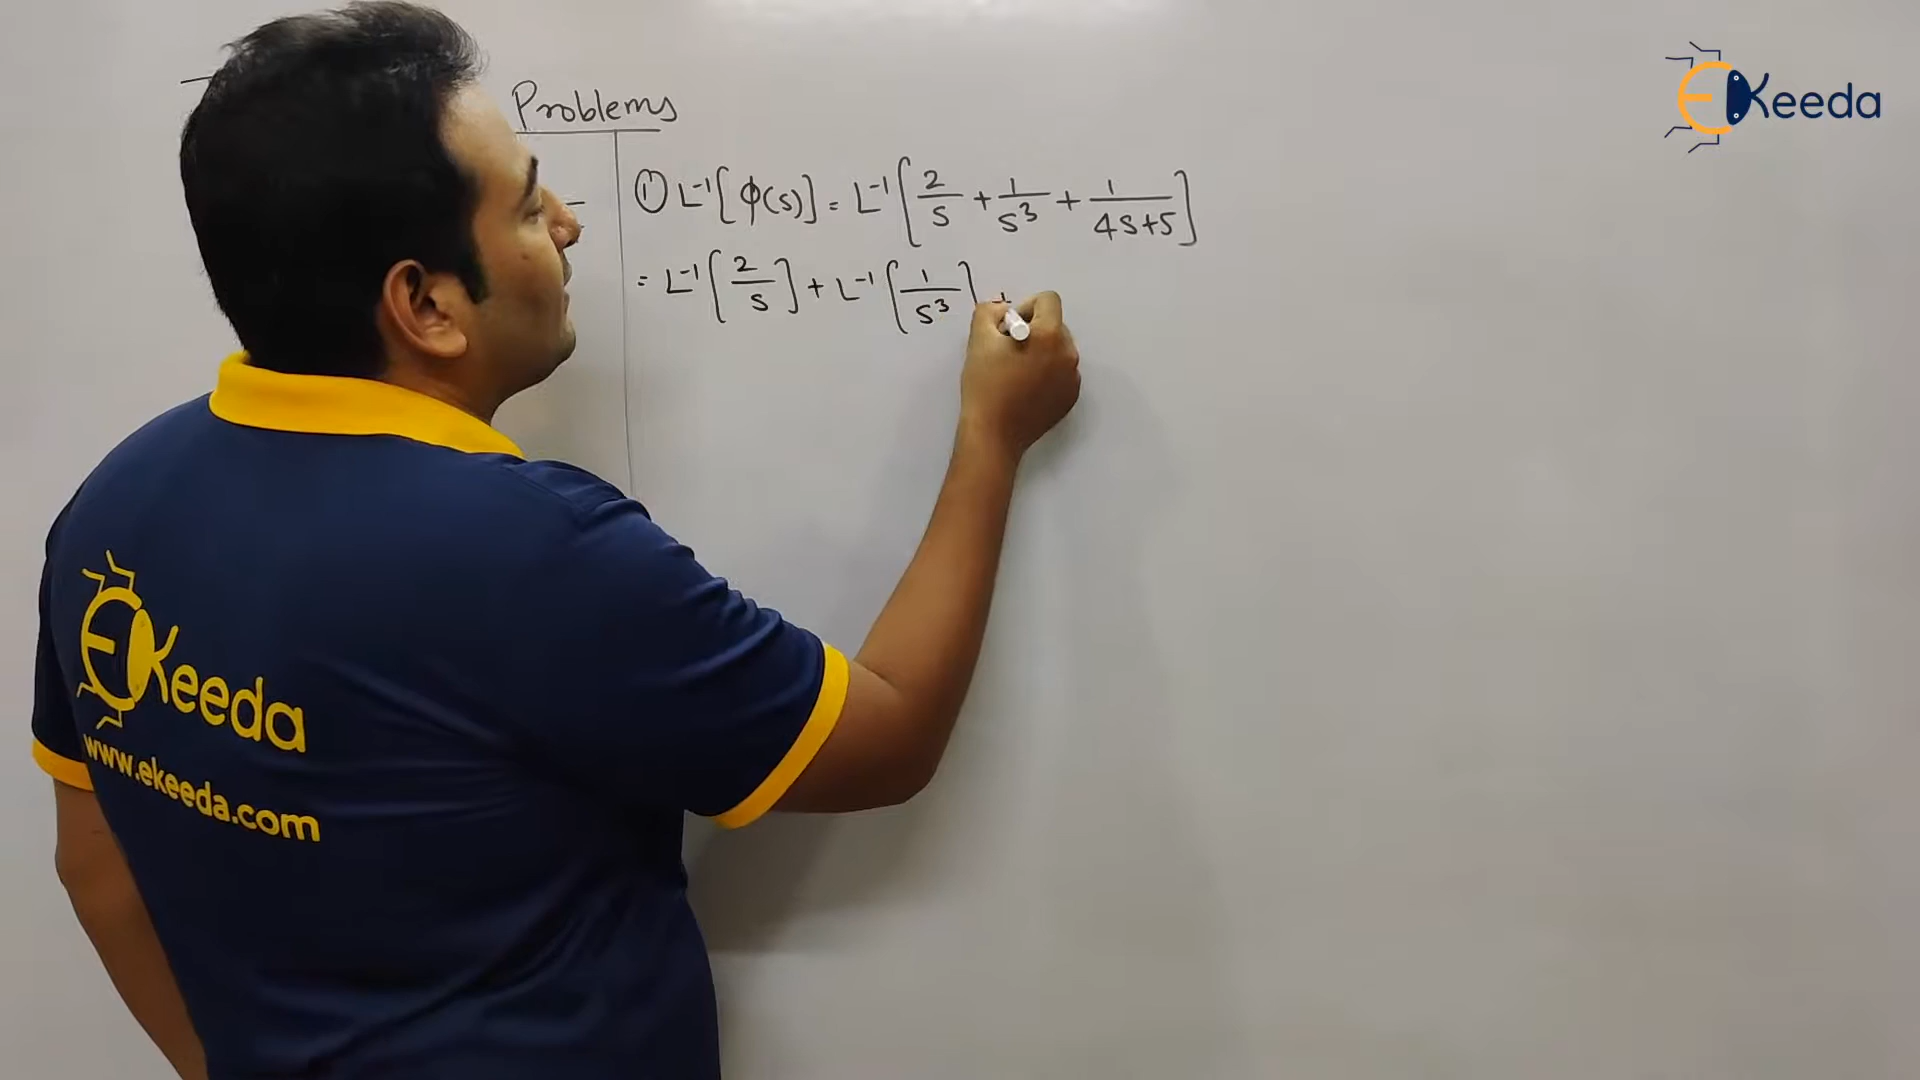 EKeeda
Problems
① L⁻¹[φ(s)] = L⁻¹[2/s + 1/s³ + 1/4s+5]
= L⁻¹[2/s] + L⁻¹[1/s³] +
EKeeda
www.ekeeda.com